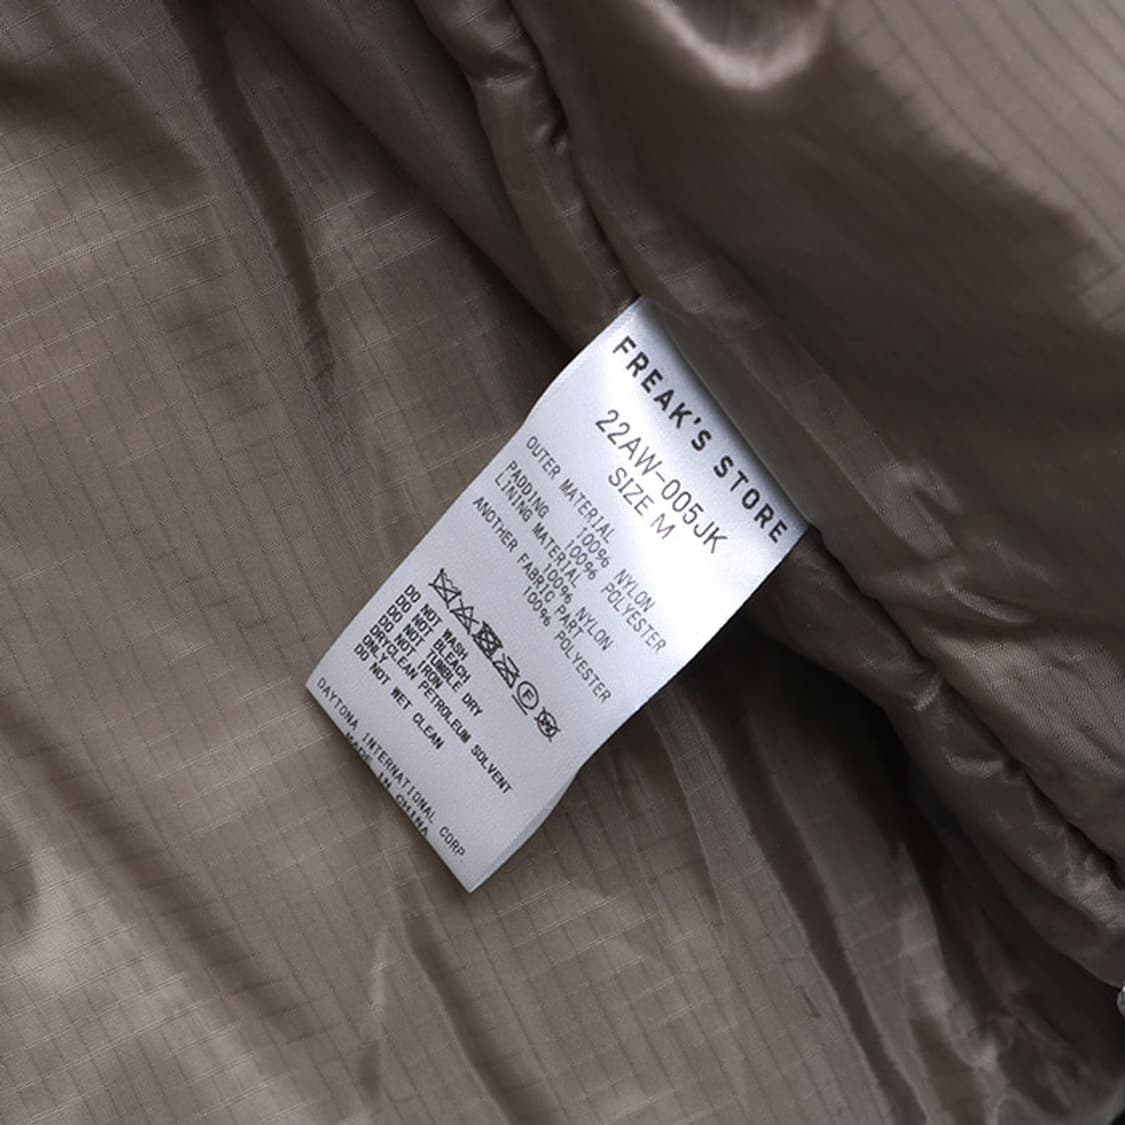 FREAK'S STORE
22AW-005JK
SIZE M
OUTER MATERIAL
100% NYLON
PADDING 100% POLYESTER
LINING MATERIAL
100% NYLON
ANOTHER FABRIC PART
100% POLYESTER
F
DO NOT WASH
DO NOT BLEACH
DO NOT TUMBLE DRY
DO NOT IRON
DRYCLEAN PETROLEUM SOLVENT
ONLY
DO NOT WET CLEAN
DAYTONA INTERNATIONAL CORP.
MADE IN CHINA